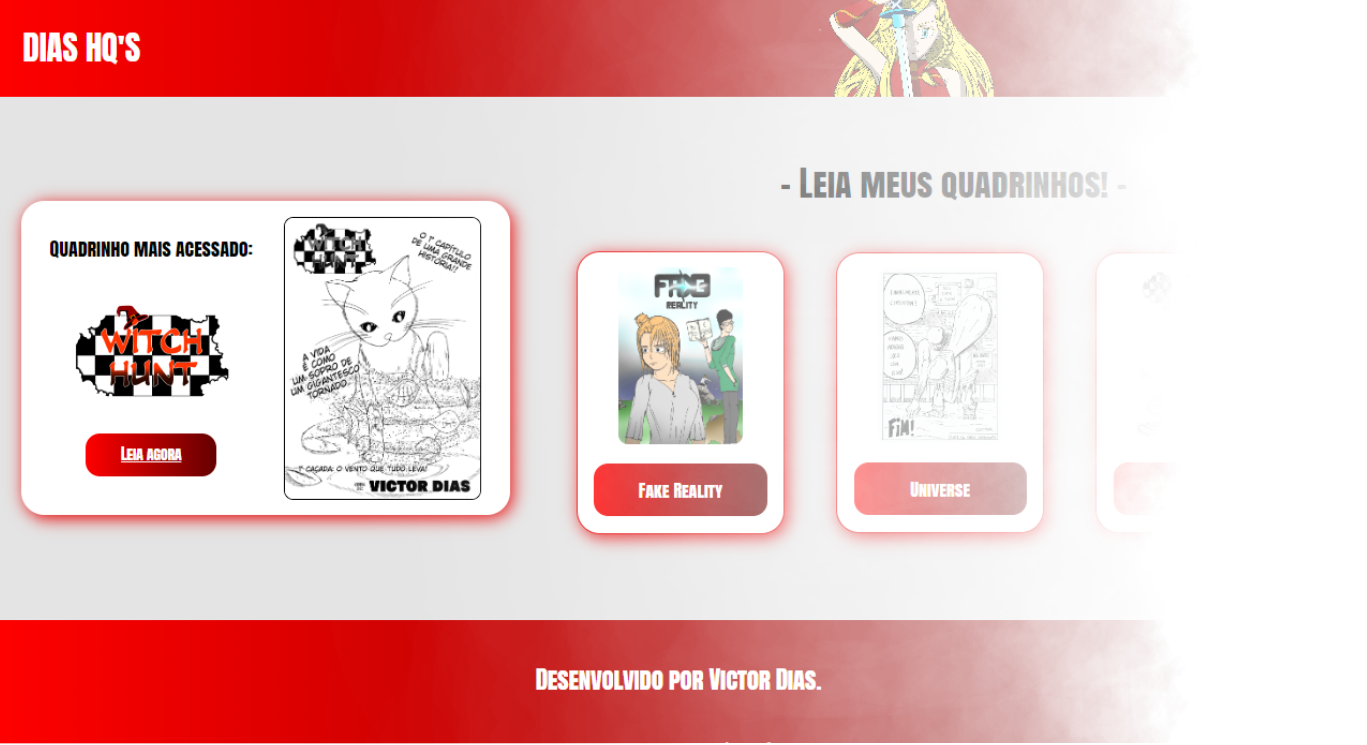 DIAS HQ'S
- LEIA MEUS QUADRINHOS! -
QUADRINHO MAIS ACESSADO:
WITCH
HUNT
LEIA AGORA
WITCH
HUNT
O 1° CAPÍTULO
DE UMA GRANDE
HISTÓRIA!!
A VIDA
É COMO
UM SOPRO DE
UM GIGANTESCO
TORNADO.
1ª CAÇADA: O VENTO QUE TUDO LEVA!
VICTOR DIAS
FAKE
REALITY
FAKE REALITY
FIM!
UNIVERSE
DESENVOLVIDO POR VICTOR DIAS.